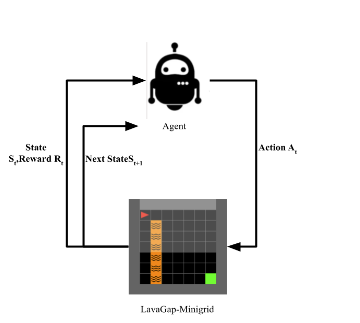 Agent
State
St,Reward Rt
Next StateSt+1
Action At
LavaGap-Minigrid